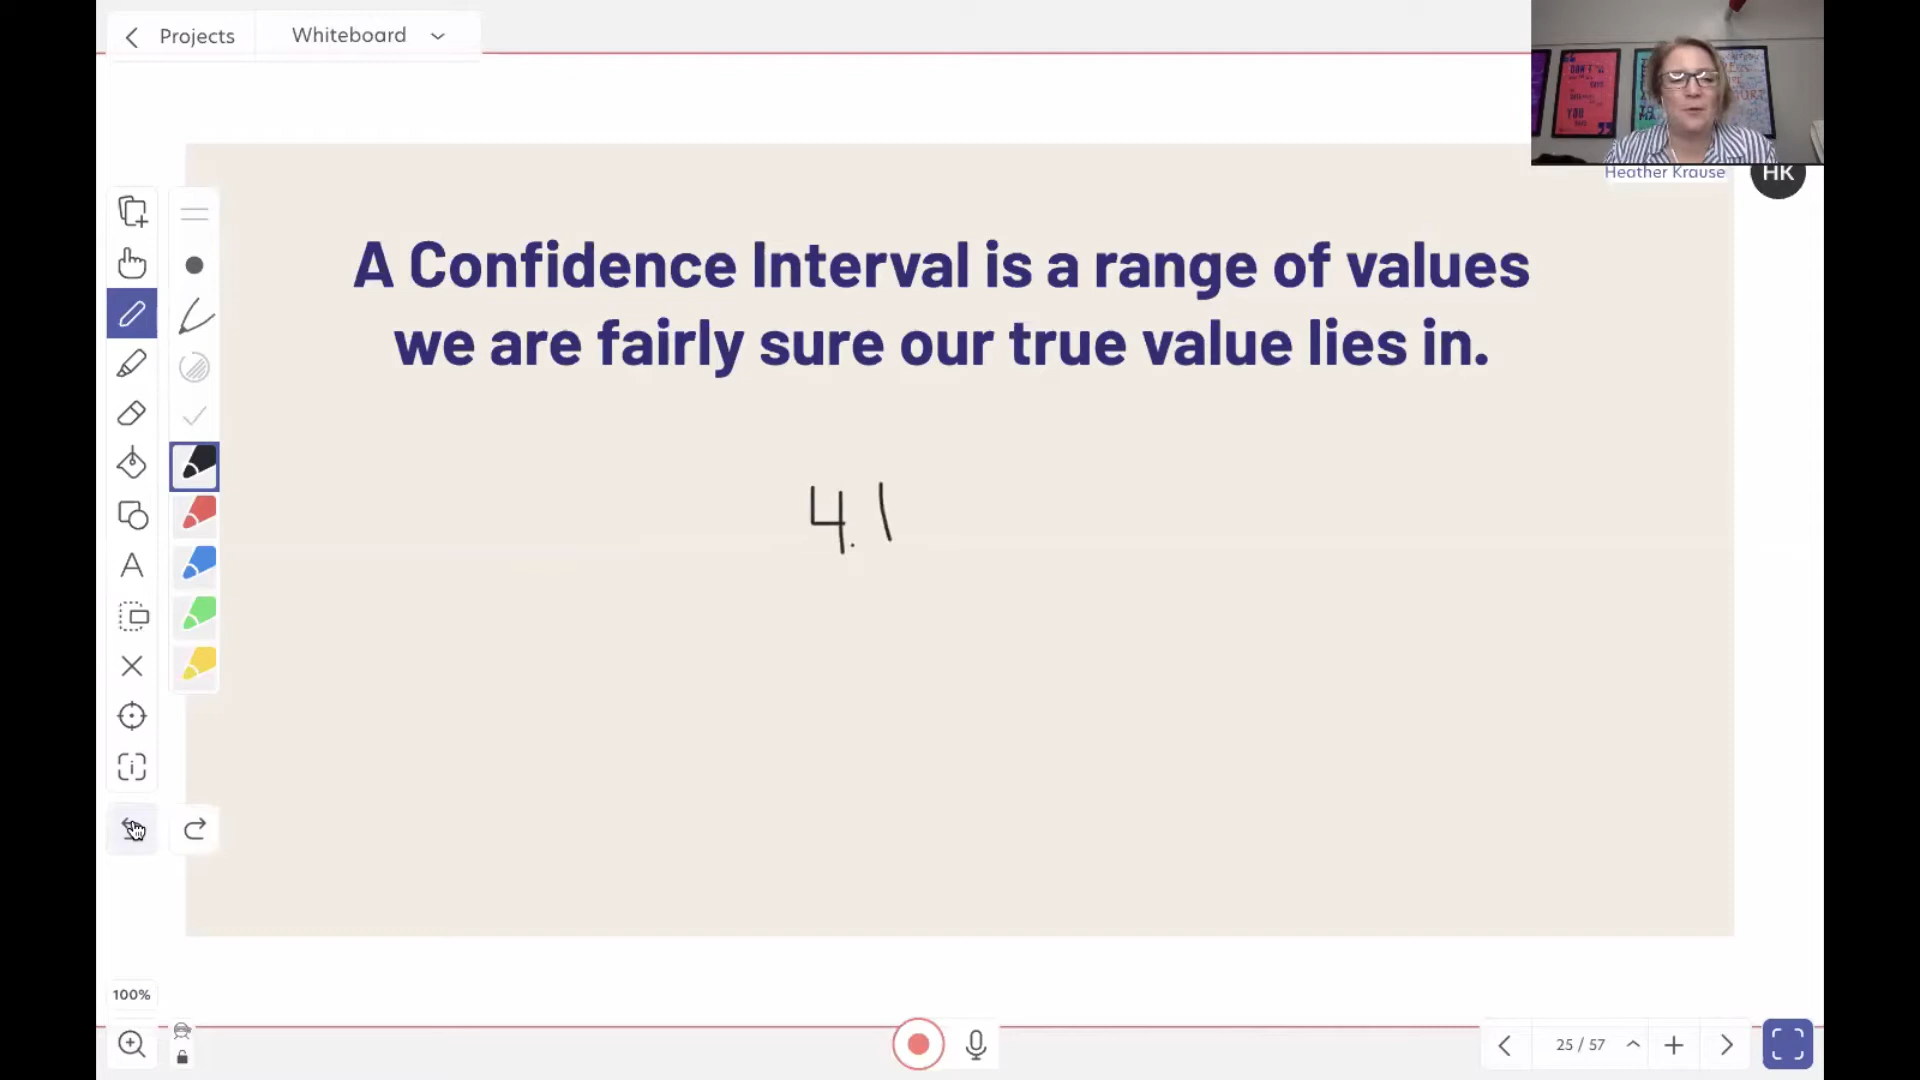 Projects
Whiteboard
Heather Krause
HK
A Confidence Interval is a range of values
we are fairly sure our true value lies in.
4.1
A
100%
25 / 57